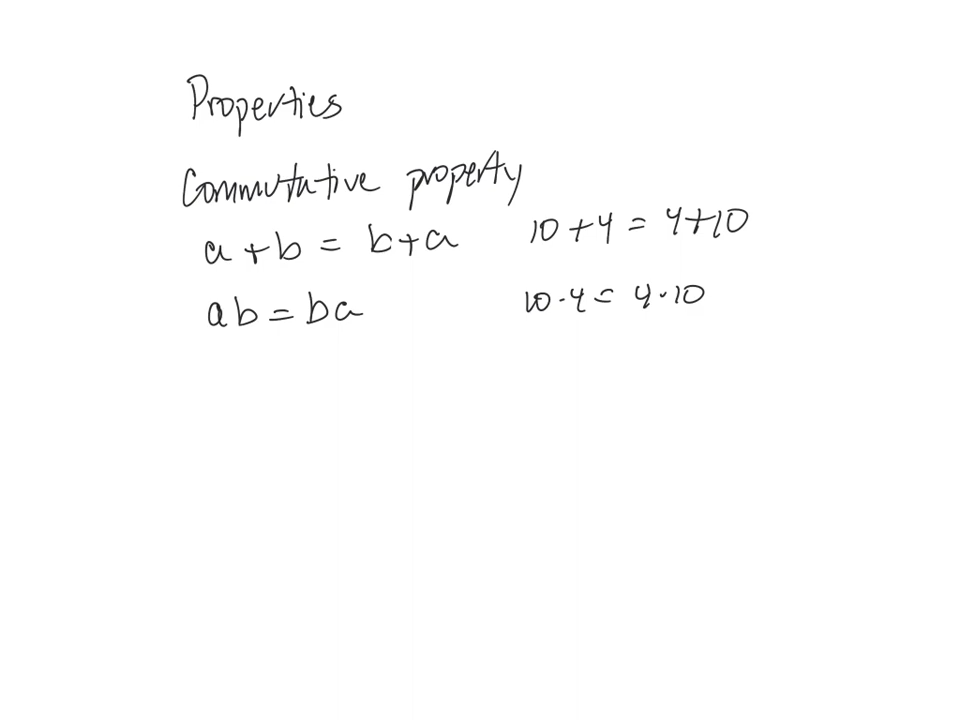 Properties
Commutative property
a + b = b + a 10 + 4 = 4 + 10
ab = ba 10 · 4 = 4 · 10